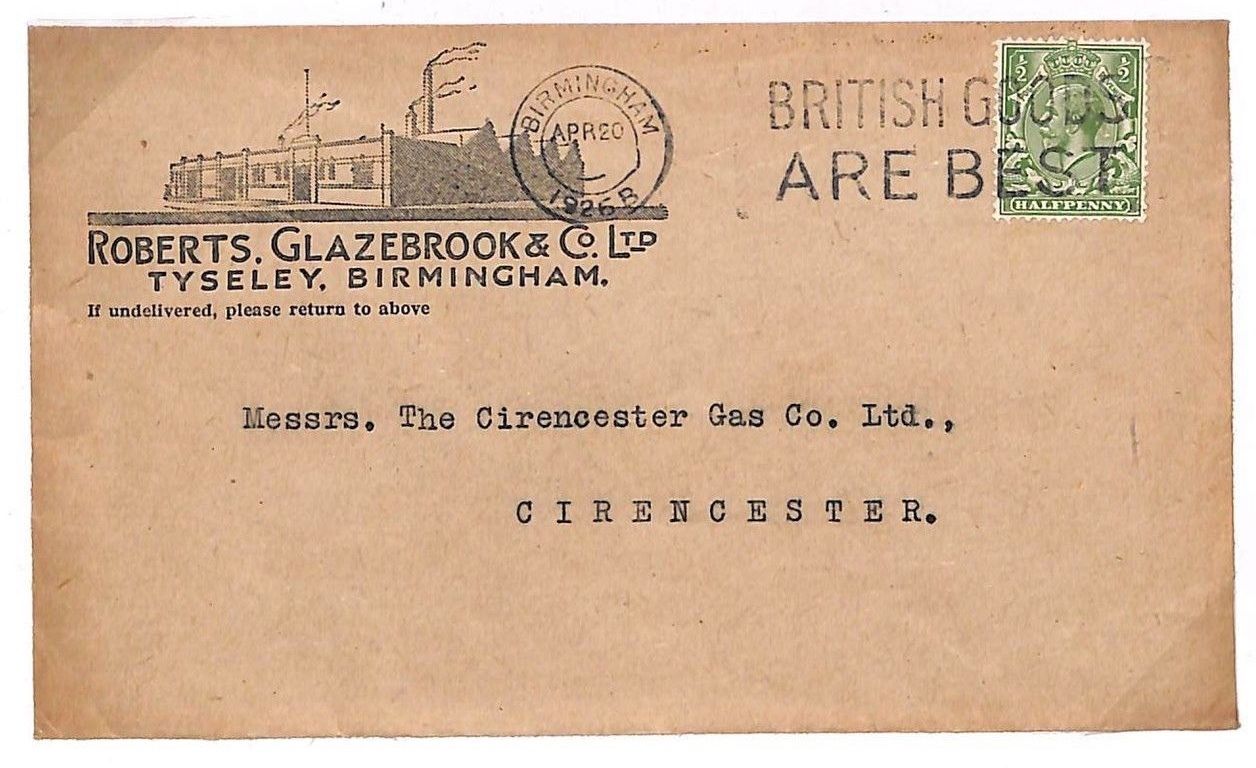 BIRMINGHAM
APR 20
1926 B
BRITISH GOODS
ARE BEST
½ ½
HALFPENNY
ROBERTS, GLAZEBROOK & CO. LTD
TYSELEY, BIRMINGHAM.
If undelivered, please return to above
Messrs. The Cirencester Gas Co. Ltd.,
CIRENCESTER.